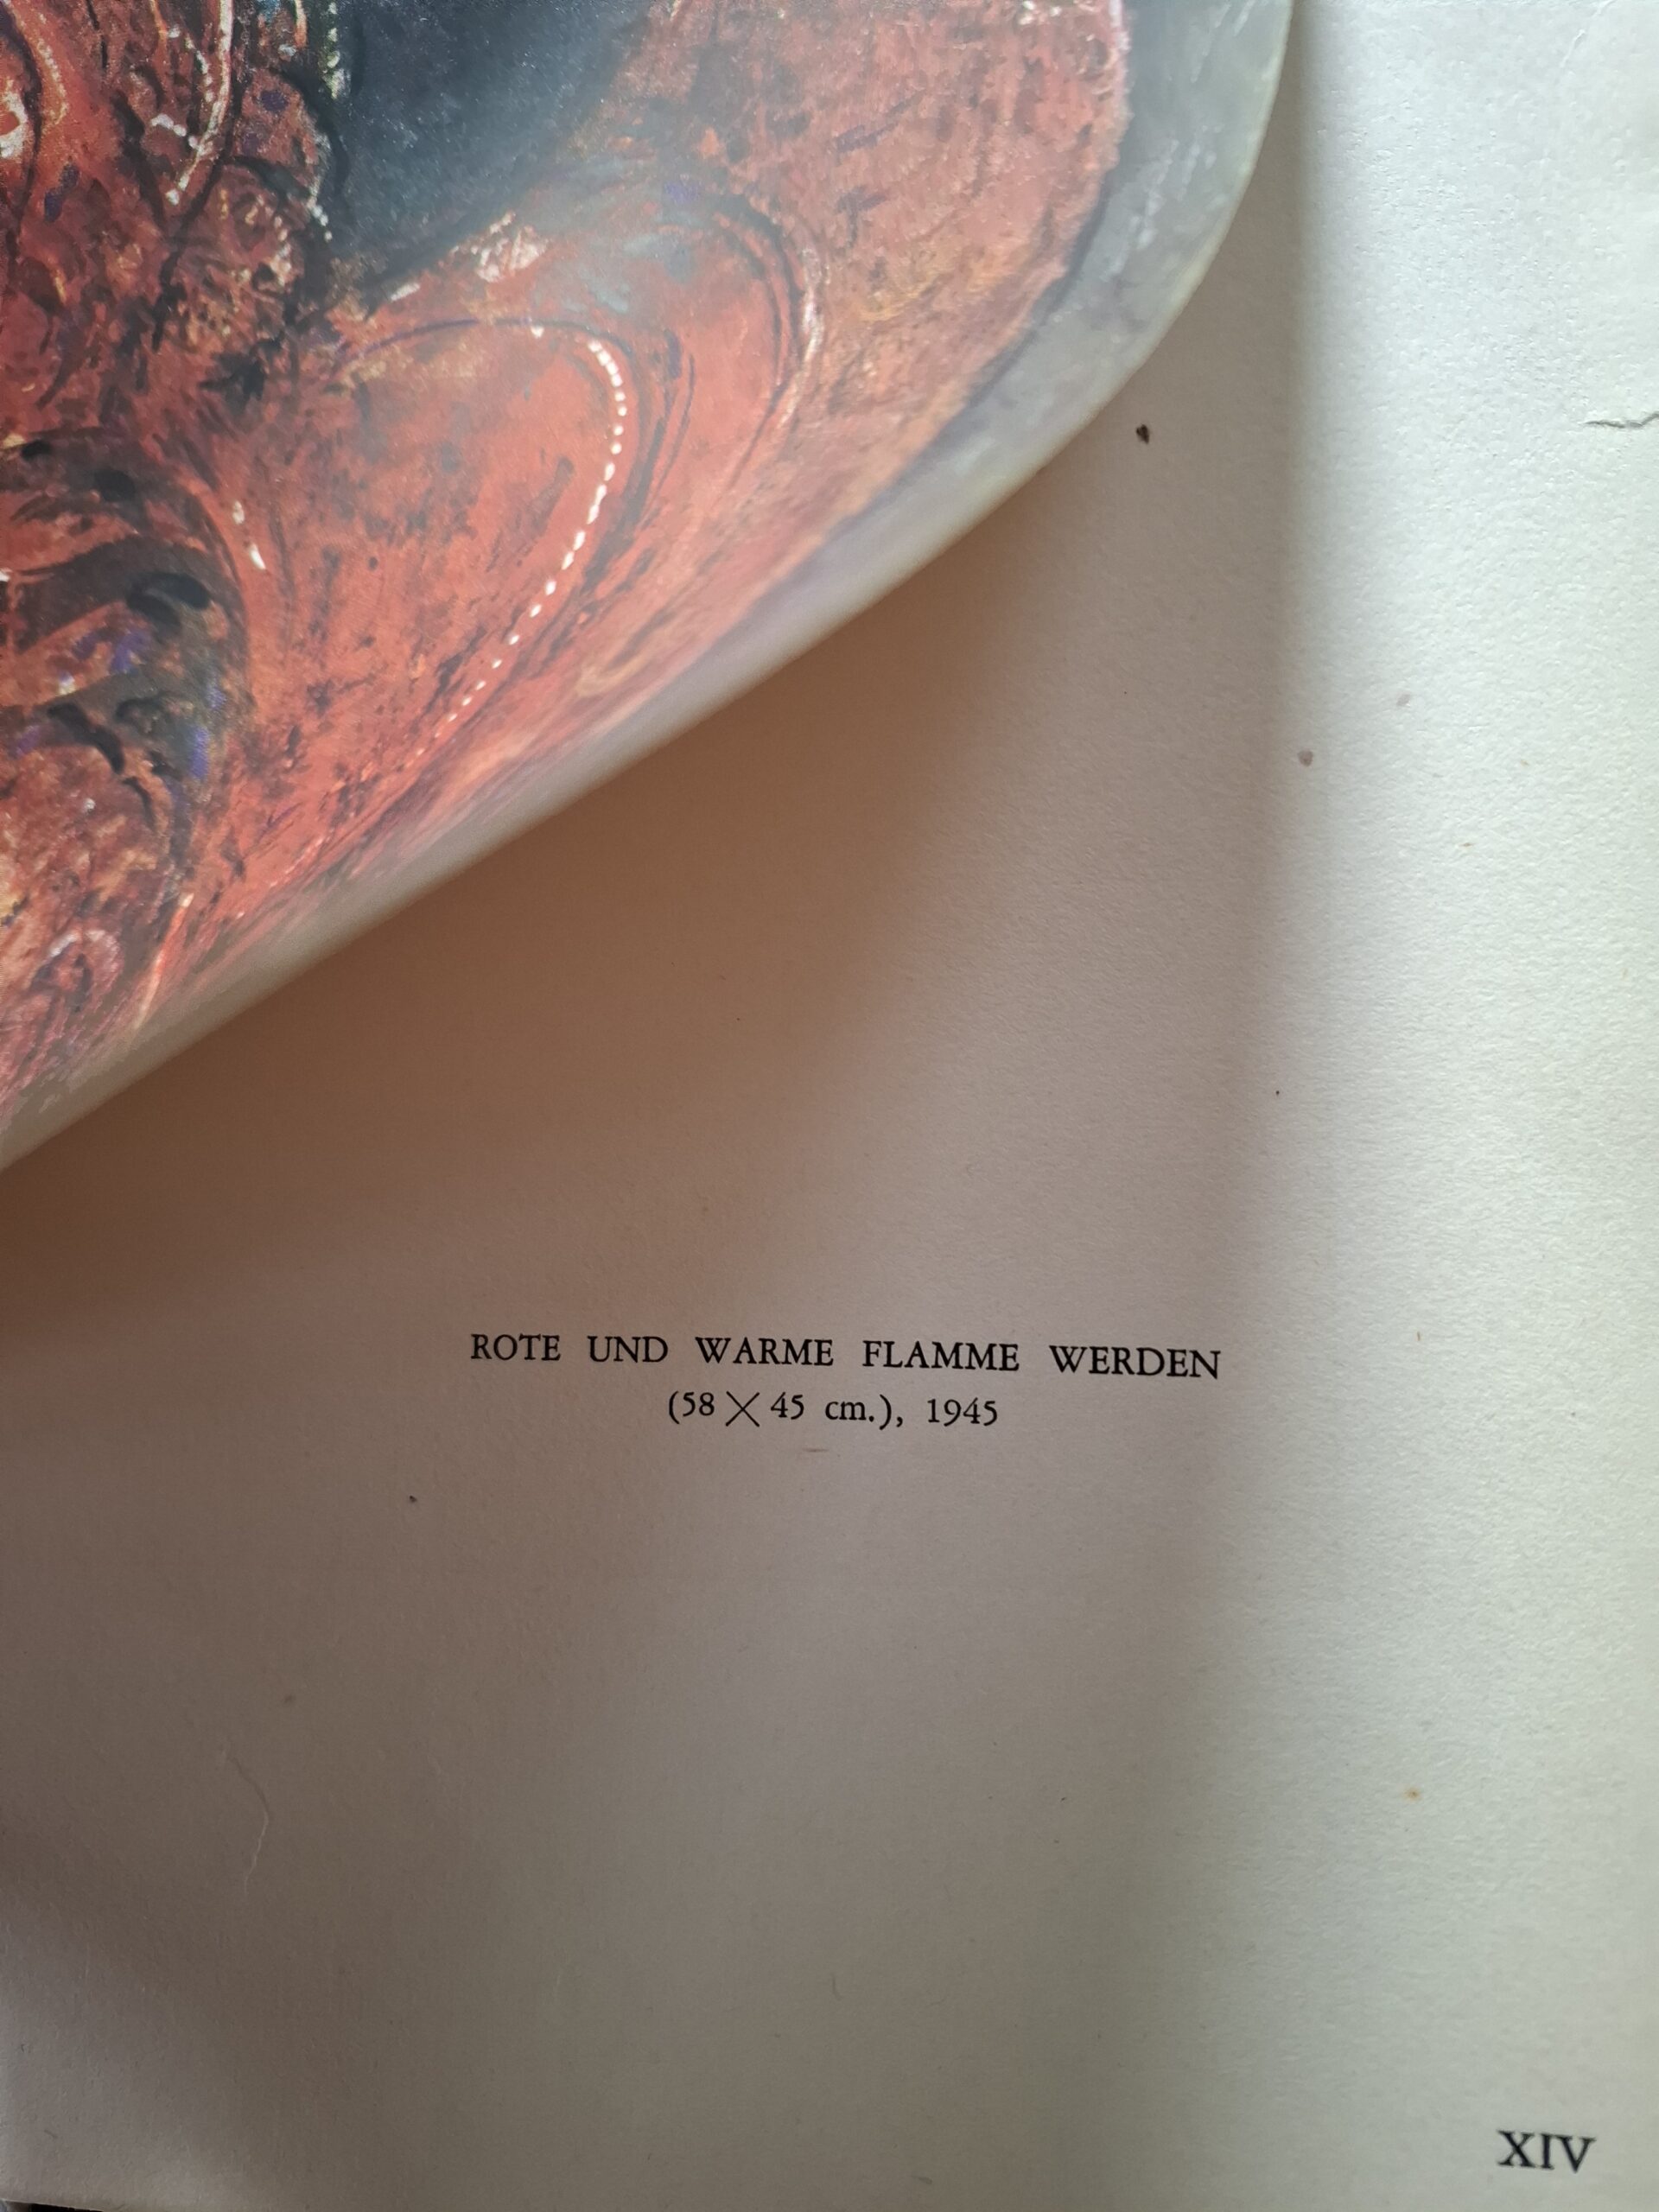 ROTE UND WARME FLAMME WERDEN
(58 X 45 cm.), 1945
XIV